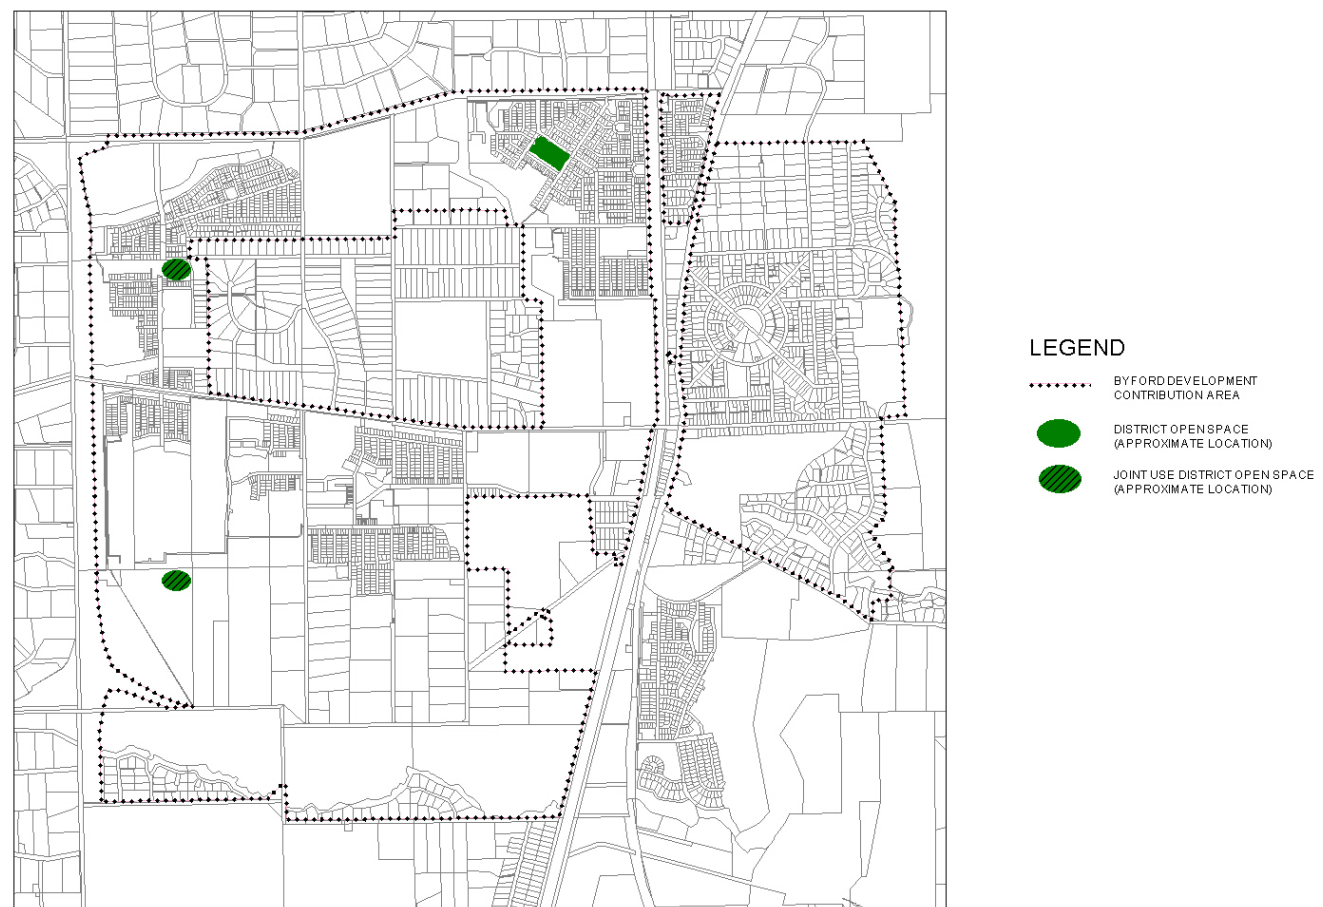 LEGEND
BYFORD DEVELOPMENT
CONTRIBUTION AREA
DISTRICT OPEN SPACE
(APPROXIMATE LOCATION)
JOINT USE DISTRICT OPEN SPACE
(APPROXIMATE LOCATION)